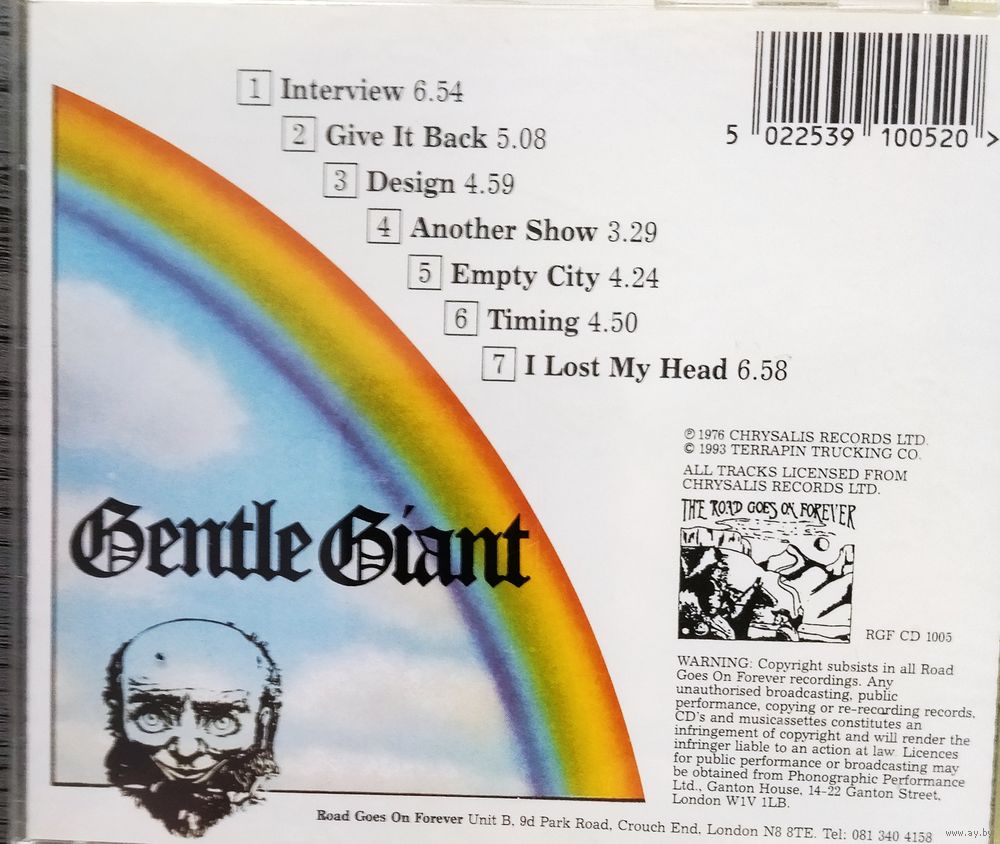 1 Interview 6.54
2 Give It Back 5.08
3 Design 4.59
4 Another Show 3.29
5 Empty City 4.24
6 Timing 4.50
7 I Lost My Head 6.58
5 022539 100520 >
℗ 1976 CHRYSALIS RECORDS LTD.
© 1993 TERRAPIN TRUCKING CO.
ALL TRACKS LICENSED FROM
CHRYSALIS RECORDS LTD.
THE ROAD GOES ON FOREVER
RGF CD 1005
Gentle Giant
WARNING: Copyright subsists in all Road
Goes On Forever recordings. Any
unauthorised broadcasting, public
performance, copying or re-recording records,
CD's and musicassettes constitutes an
infringement of copyright and will render the
infringer liable to an action at law. Licences
for public performance or broadcasting may
be obtained from Phonographic Performance
Ltd., Ganton House, 14-22 Ganton Street,
London W1V 1LB.
Road Goes On Forever Unit B, 9d Park Road, Crouch End, London N8 8TE. Tel: 081 340 4158
www.ay.by